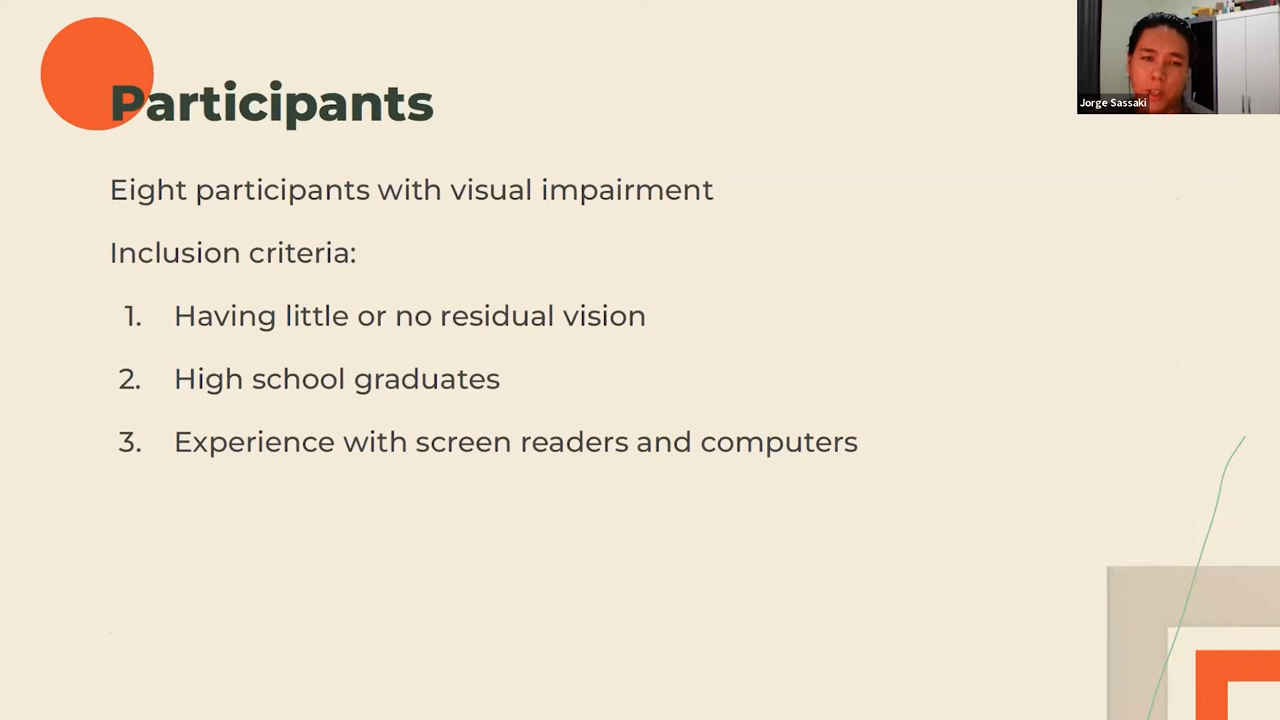 Participants
Jorge Sassaki
Eight participants with visual impairment
Inclusion criteria:
1. Having little or no residual vision
2. High school graduates
3. Experience with screen readers and computers